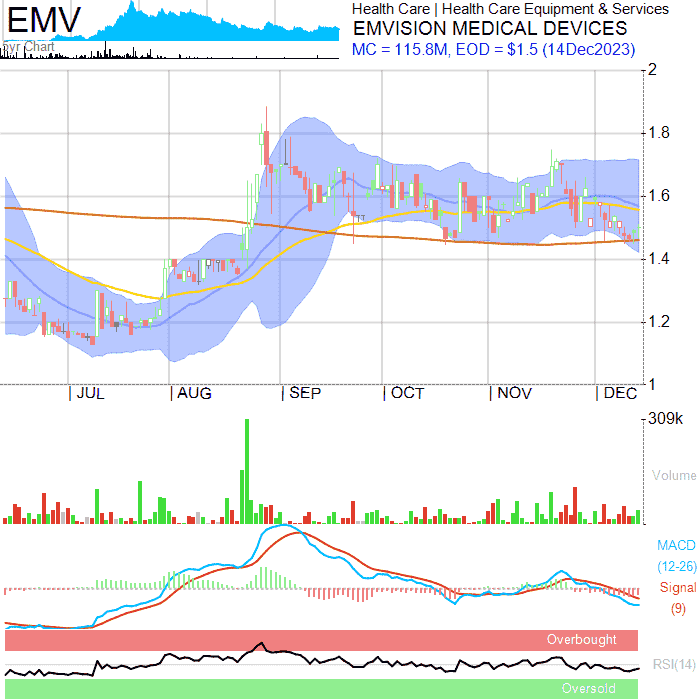 EMV
Health Care | Health Care Equipment & Services
EMVISION MEDICAL DEVICES
MC = 115.8M, EOD = $1.5 (14Dec2023)
Chart
2
1.8
1.6
1.4
1.2
1
JUL
AUG
SEP
OCT
NOV
DEC
309k
Volume
MACD
(12-26)
Signal
(9)
Overbought
RSI(14)
Oversold